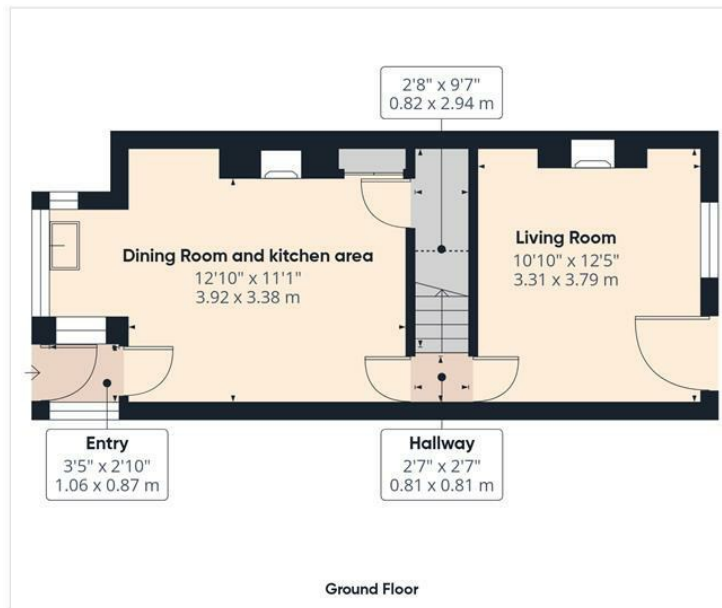 2'8" x 9'7"
0.82 x 2.94 m
Dining Room and kitchen area
12'10" x 11'1"
3.92 x 3.38 m
Living Room
10'10" x 12'5"
3.31 x 3.79 m
Entry
3'5" x 2'10"
1.06 x 0.87 m
Hallway
2'7" x 2'7"
0.81 x 0.81 m
Ground Floor